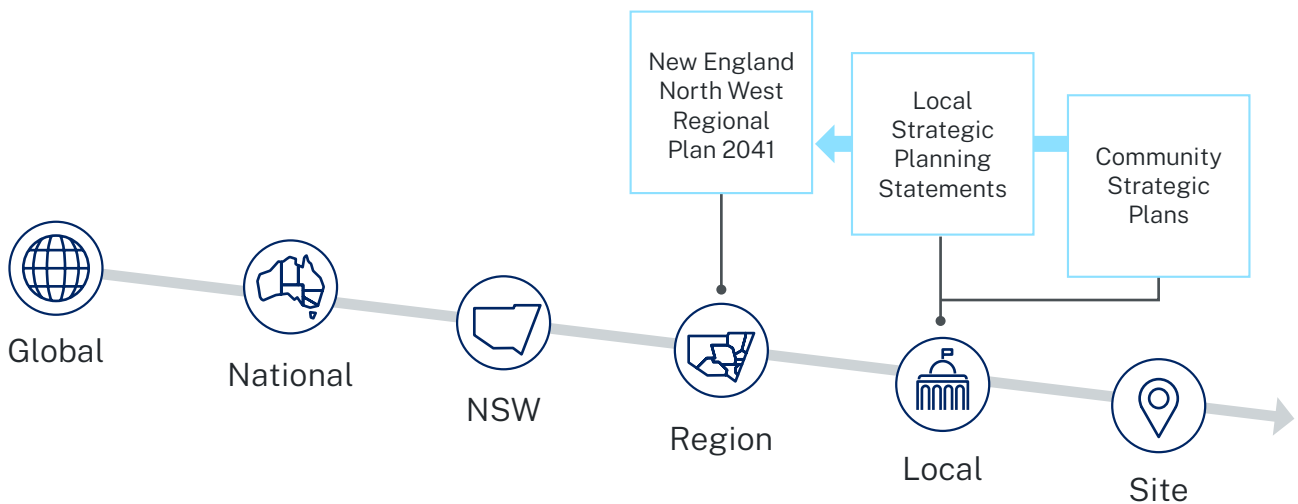 New England
North West
Regional
Plan 2041
Local
Strategic
Planning
Statements
Community
Strategic
Plans
Global
National
NSW
Region
Local
Site